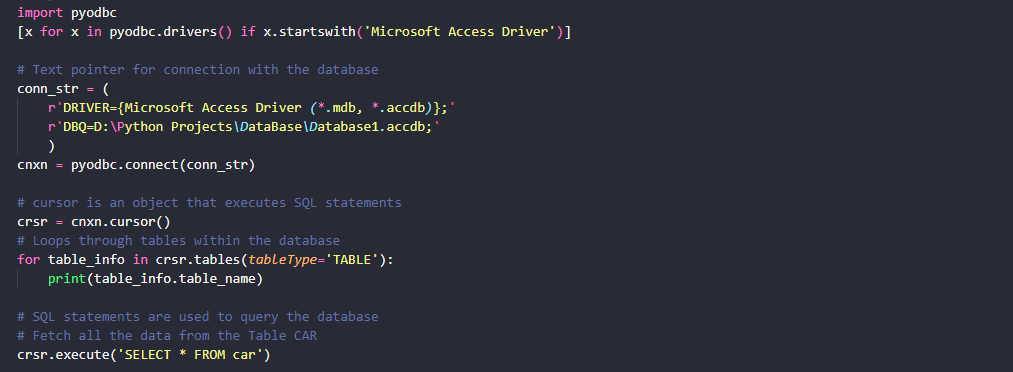 import pyodbc
[x for x in pyodbc.drivers() if x.startswith('Microsoft Access Driver')]
# Text pointer for connection with the database
conn_str = (
    r'DRIVER={Microsoft Access Driver (*.mdb, *.accdb)};'
    r'DBQ=D:\Python Projects\DataBase\Database1.accdb;'
    )
cnxn = pyodbc.connect(conn_str)
# cursor is an object that executes SQL statements
crsr = cnxn.cursor()
# Loops through tables within the database
for table_info in crsr.tables(tableType='TABLE'):
    print(table_info.table_name)
# SQL statements are used to query the database
# Fetch all the data from the Table CAR
crsr.execute('SELECT * FROM car')